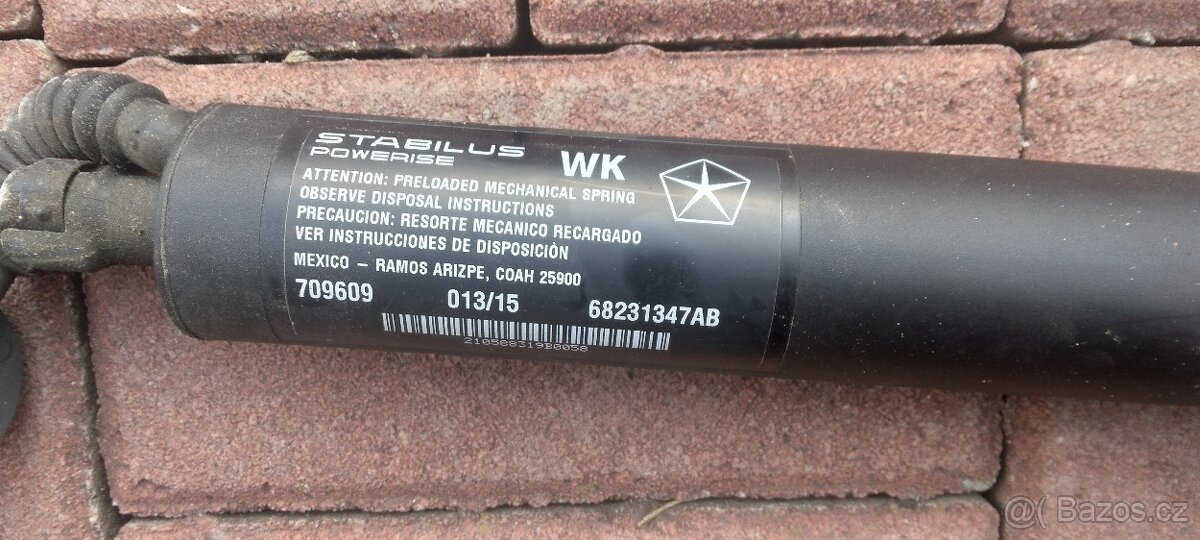 STABILUS
POWERISE
WK
ATTENTION: PRELOADED MECHANICAL SPRING
OBSERVE DISPOSAL INSTRUCTIONS
PRECAUCION: RESORTE MECANICO RECARGADO
VER INSTRUCCIONES DE DISPOSICIÓN
MEXICO – RAMOS ARIZPE, COAH 25900
709609 013/15 68231347AB
210588319B0058
@( Bazos.cz